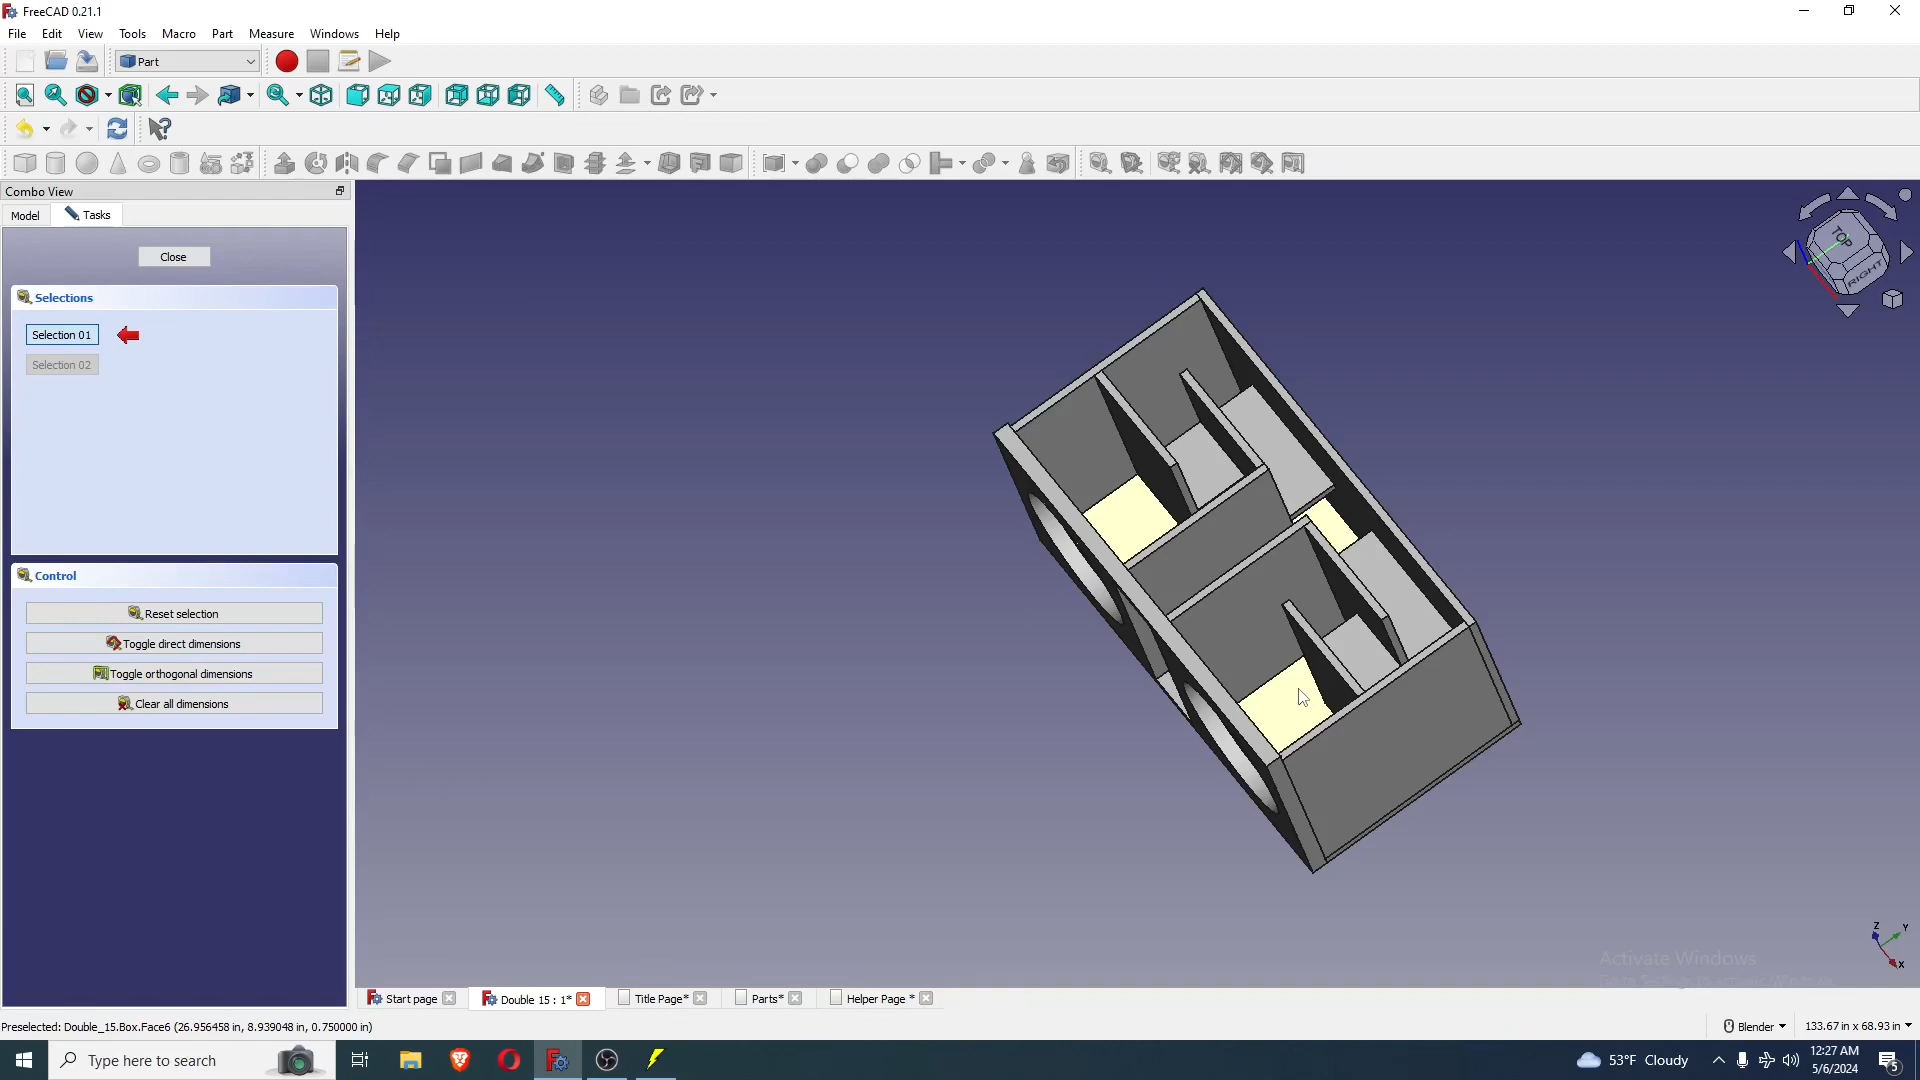 FreeCAD 0.21.1
File Edit View Tools Macro Part Measure Windows Help
Part
Combo View
Model Tasks
Close
Selections
Selection 01
Selection 02
Control
Reset selection
Toggle direct dimensions
Toggle orthogonal dimensions
Clear all dimensions
TOP
RIGHT
Z
Y
X
Activate Windows
Start page Double 15 : 1* Title Page* Parts* Helper Page *
Preselected: Double_15.Box.Face6 (26.956458 in, 8.939048 in, 0.750000 in)
Blender 133.67 in x 68.93 in
Type here to search
53°F Cloudy
12:27 AM
5/6/2024
5